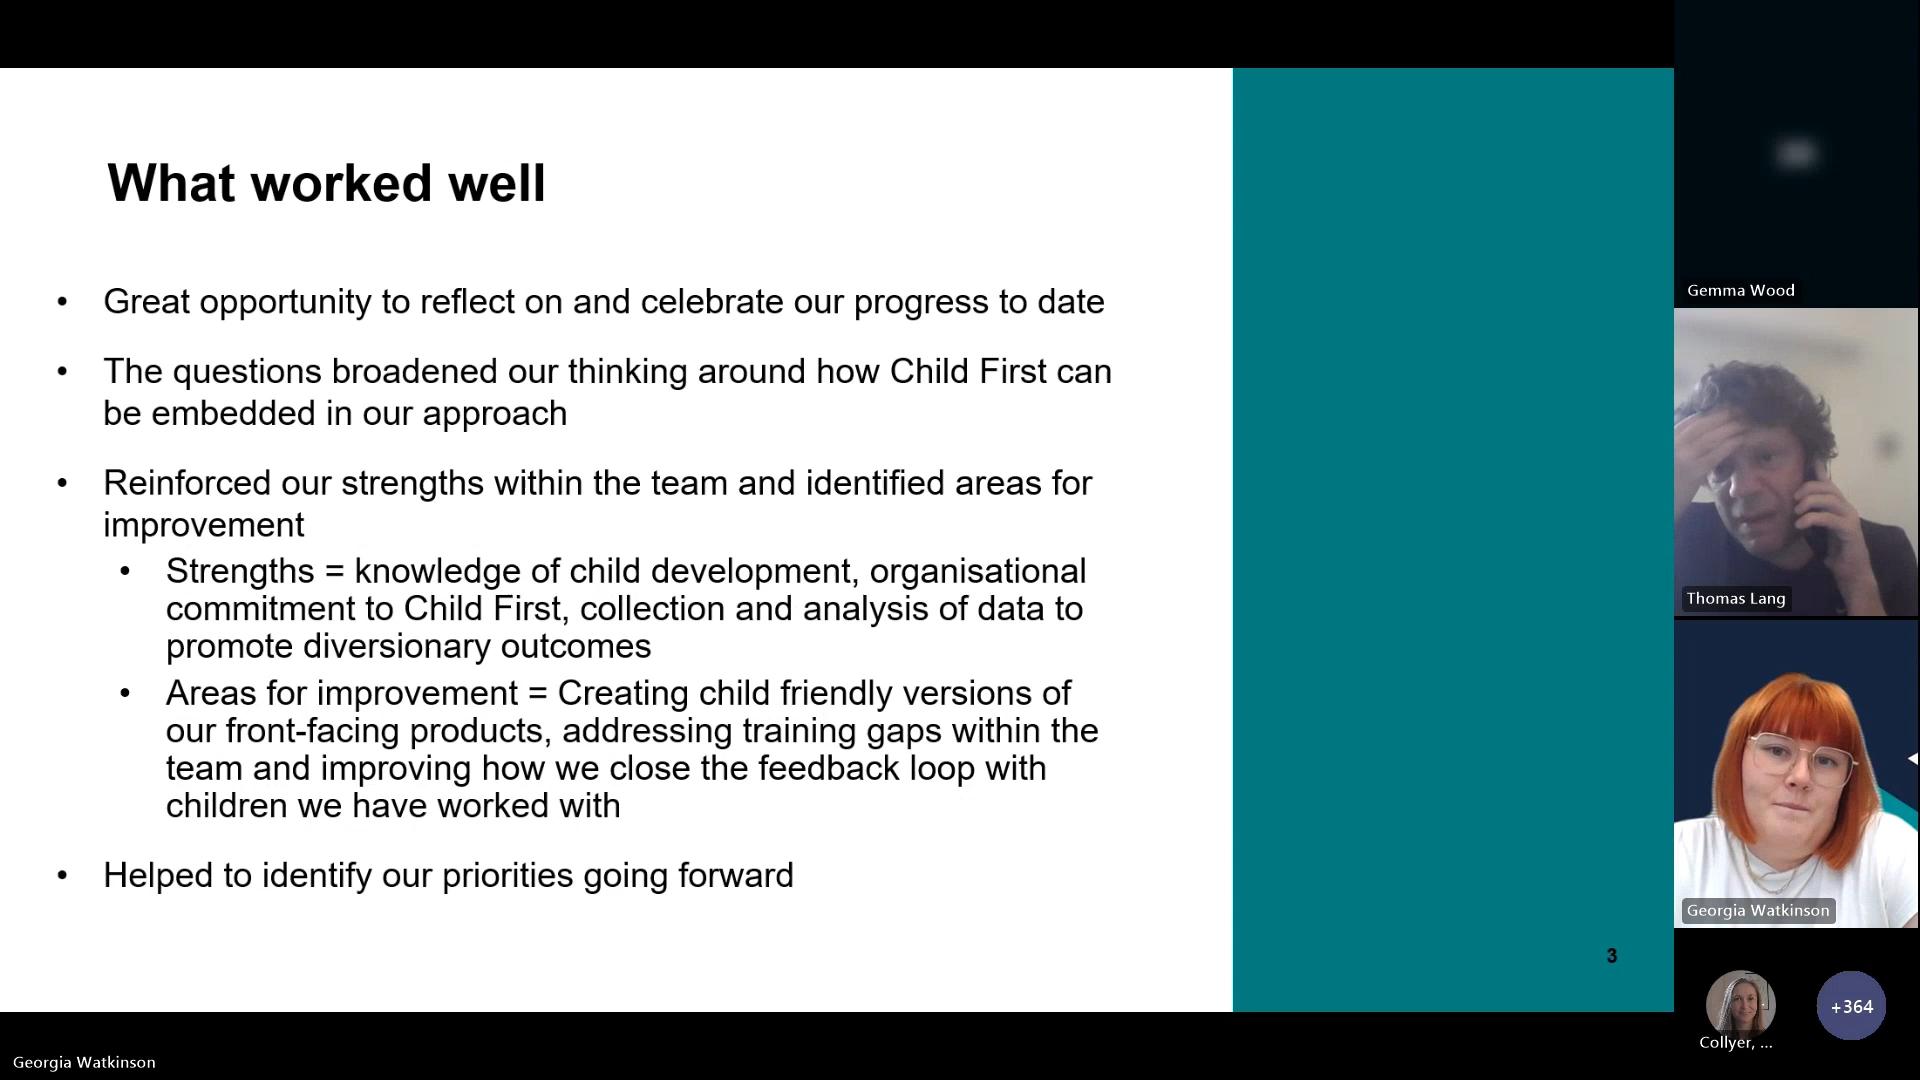 What worked well
• Great opportunity to reflect on and celebrate our progress to date
• The questions broadened our thinking around how Child First can
be embedded in our approach
• Reinforced our strengths within the team and identified areas for
improvement
• Strengths = knowledge of child development, organisational
commitment to Child First, collection and analysis of data to
promote diversionary outcomes
• Areas for improvement = Creating child friendly versions of
our front-facing products, addressing training gaps within the
team and improving how we close the feedback loop with
children we have worked with
• Helped to identify our priorities going forward
3
Gemma Wood
Thomas Lang
Georgia Watkinson
+364
Collyer, ...
Georgia Watkinson